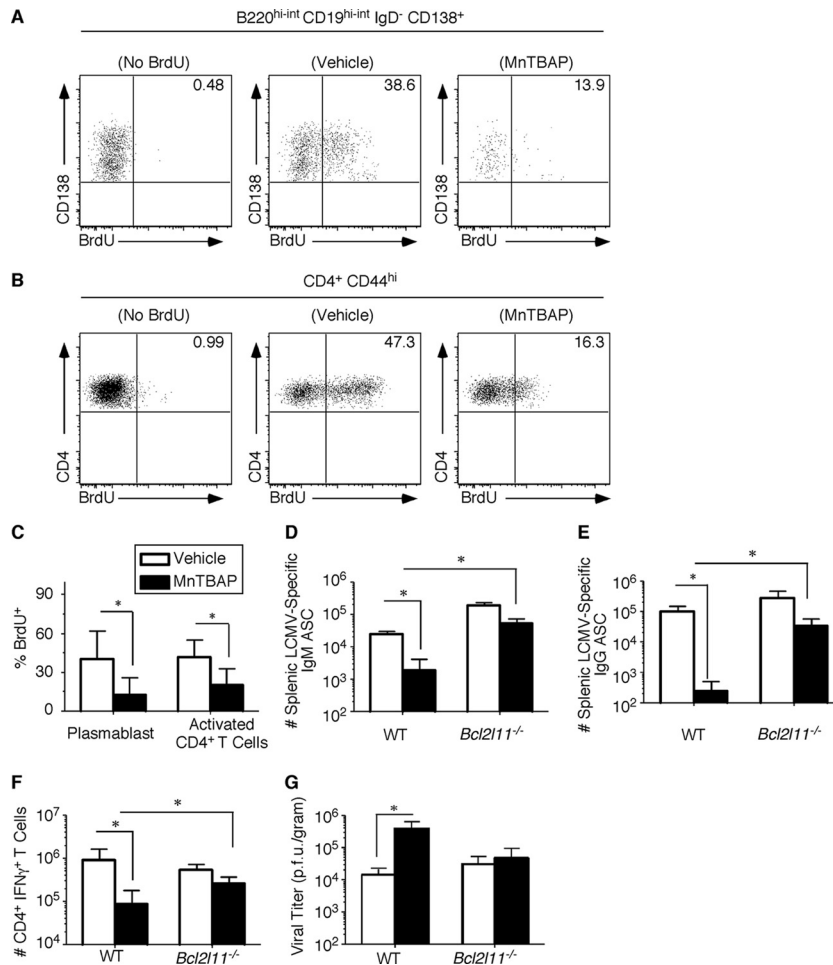 A
B220hi-int CD19hi-int IgD- CD138+
(No BrdU)
(Vehicle)
(MnTBAP)
0.48
38.6
13.9
CD138
CD138
CD138
BrdU
BrdU
BrdU
B
CD4+ CD44hi
(No BrdU)
(Vehicle)
(MnTBAP)
0.99
47.3
16.3
CD4
CD4
CD4
BrdU
BrdU
BrdU
C
Vehicle
MnTBAP
% BrdU+
90
60
30
0
*
*
Plasmablast
Activated
CD4+ T Cells
D
# Splenic LCMV-Specific
IgM ASC
10^6
10^5
10^4
10^3
10^2
*
*
WT
Bcl2l11-/-
E
# Splenic LCMV-Specific
IgG ASC
10^6
10^5
10^4
10^3
10^2
*
*
WT
Bcl2l11-/-
F
# CD4+ IFNγ+ T Cells
10^7
10^6
10^5
10^4
*
*
WT
Bcl2l11-/-
G
Viral Titer (p.f.u./gram)
10^6
10^5
10^4
10^3
10^2
*
WT
Bcl2l11-/-